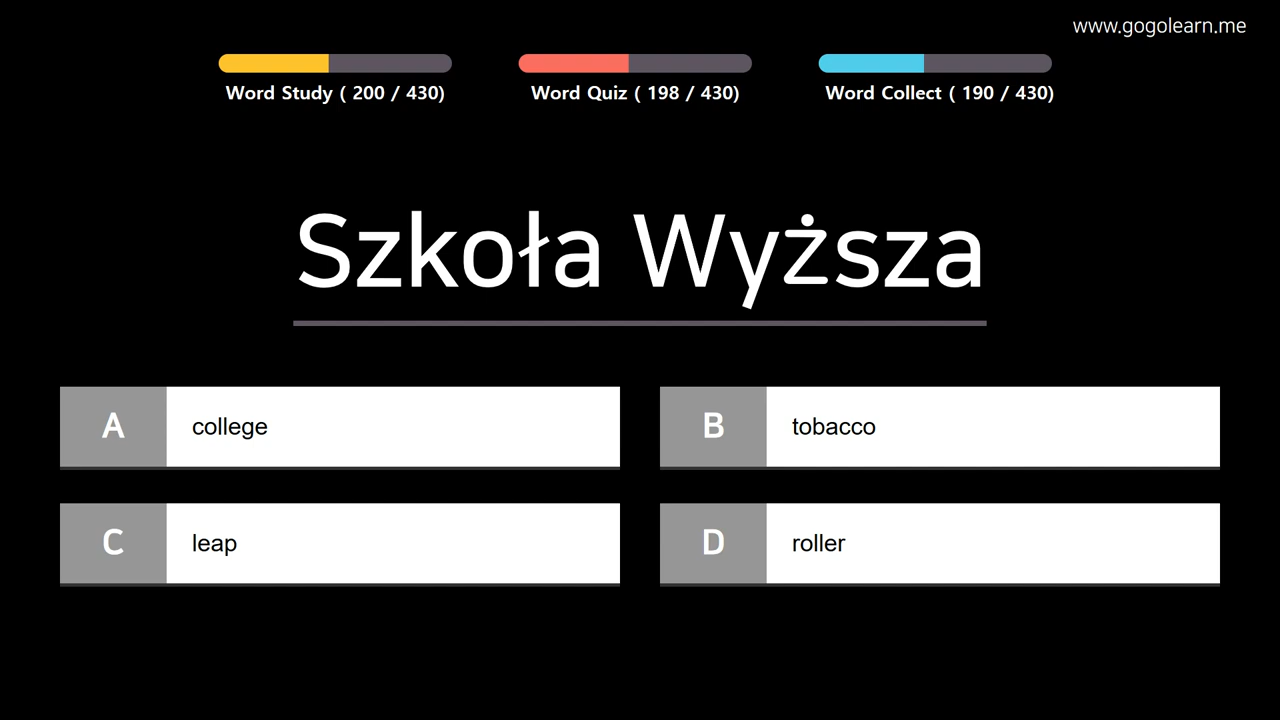 www.gogolearn.me
Word Study ( 200 / 430)
Word Quiz ( 198 / 430)
Word Collect ( 190 / 430)
Szkoła Wyższa
A college
B tobacco
C leap
D roller